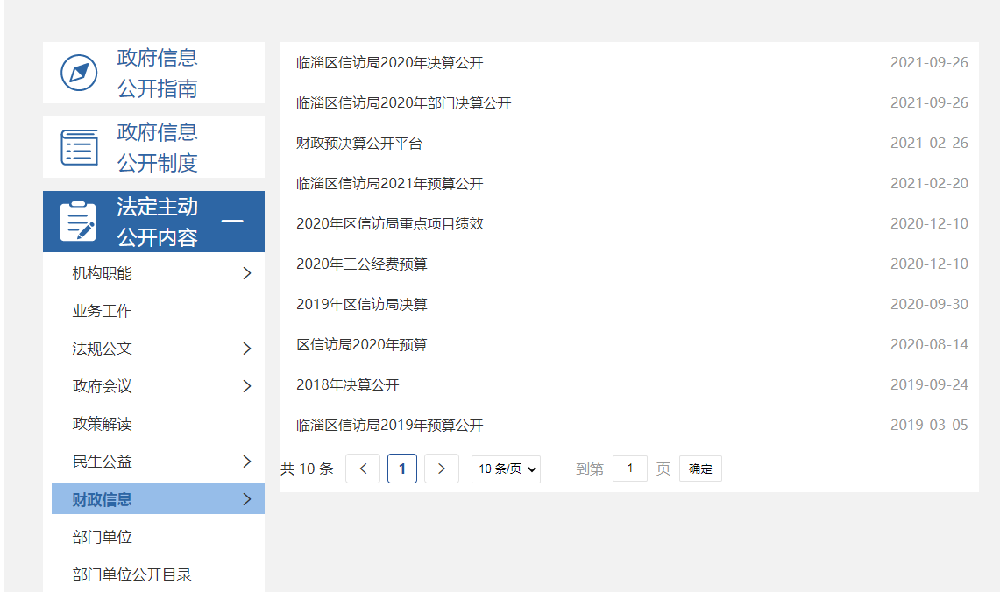 政府信息
公开指南
政府信息
公开制度
法定主动
公开内容
机构职能
业务工作
法规公文
政府会议
政策解读
民生公益
财政信息
部门单位
部门单位公开目录
临淄区信访局2020年决算公开 2021-09-26
临淄区信访局2020年部门决算公开 2021-09-26
财政预决算公开平台 2021-02-26
临淄区信访局2021年预算公开 2021-02-20
2020年区信访局重点项目绩效 2020-12-10
2020年三公经费预算 2020-12-10
2019年区信访局决算 2020-09-30
区信访局2020年预算 2020-08-14
2018年决算公开 2019-09-24
临淄区信访局2019年预算公开 2019-03-05
共 10 条 1 10 条/页 到第 1 页 确定